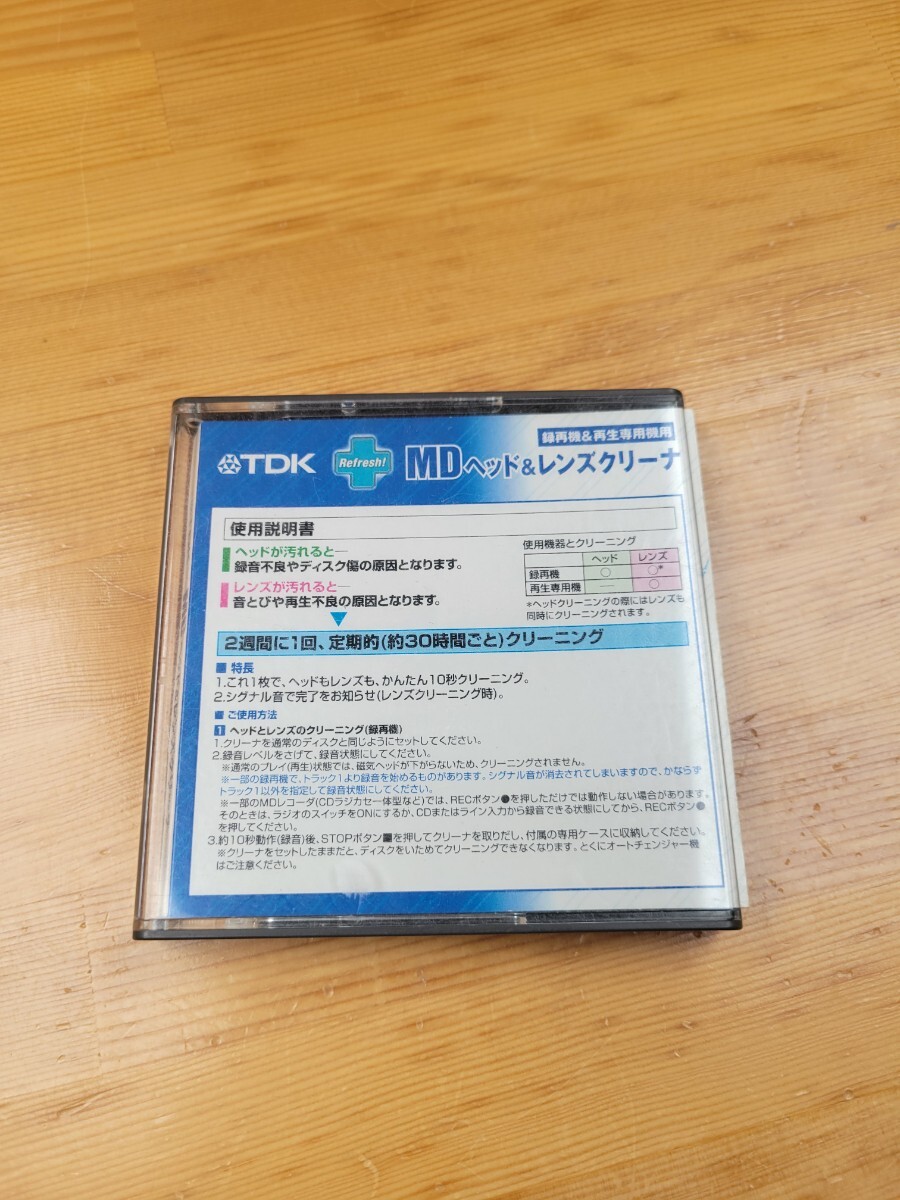 録再機&再生専用機用
TDK Refresh! MDヘッド&レンズクリーナ
使用説明書
ヘッドが汚れると─
録音不良やディスク傷の原因となります。
レンズが汚れると─
音とびや再生不良の原因となります。
使用機器とクリーニング
ヘッド レンズ
録再機 ○ ○*
再生専用機 ─ ○
*ヘッドクリーニングの際にはレンズも
同時にクリーニングされます。
2週間に1回、定期的(約30時間ごと)クリーニング
■ 特長
1.これ1枚で、ヘッドもレンズも、かんたん10秒クリーニング。
2.シグナル音で完了をお知らせ(レンズクリーニング時)。
■ ご使用方法
1 ヘッドとレンズのクリーニング(録再機)
1.クリーナを通常のディスクと同じようにセットしてください。
2.録音レベルをさげて、録音状態にしてください。
※通常のプレイ(再生)状態では、磁気ヘッドが下がらないため、クリーニングされません。
※一部の録再機で、トラック1より録音を始めるものがあります。シグナル音が消去されてしまいますので、かならず
トラック1以外を指定して録音状態にしてください。
※一部のMDレコーダ(CDラジカセ一体型など)では、RECボタン●を押しただけでは動作しない場合があります。
そのときは、ラジオのスイッチをONにするか、CDまたはライン入力から録音できる状態にしてから、RECボタン●
を押してください。
3.約10秒動作(録音)後、STOPボタン■を押してクリーナを取りだし、付属の専用ケースに収納してください。
※クリーナをセットしたままだと、ディスクをいためてクリーニングできなくなります。とくにオートチェンジャー機
はご注意ください。